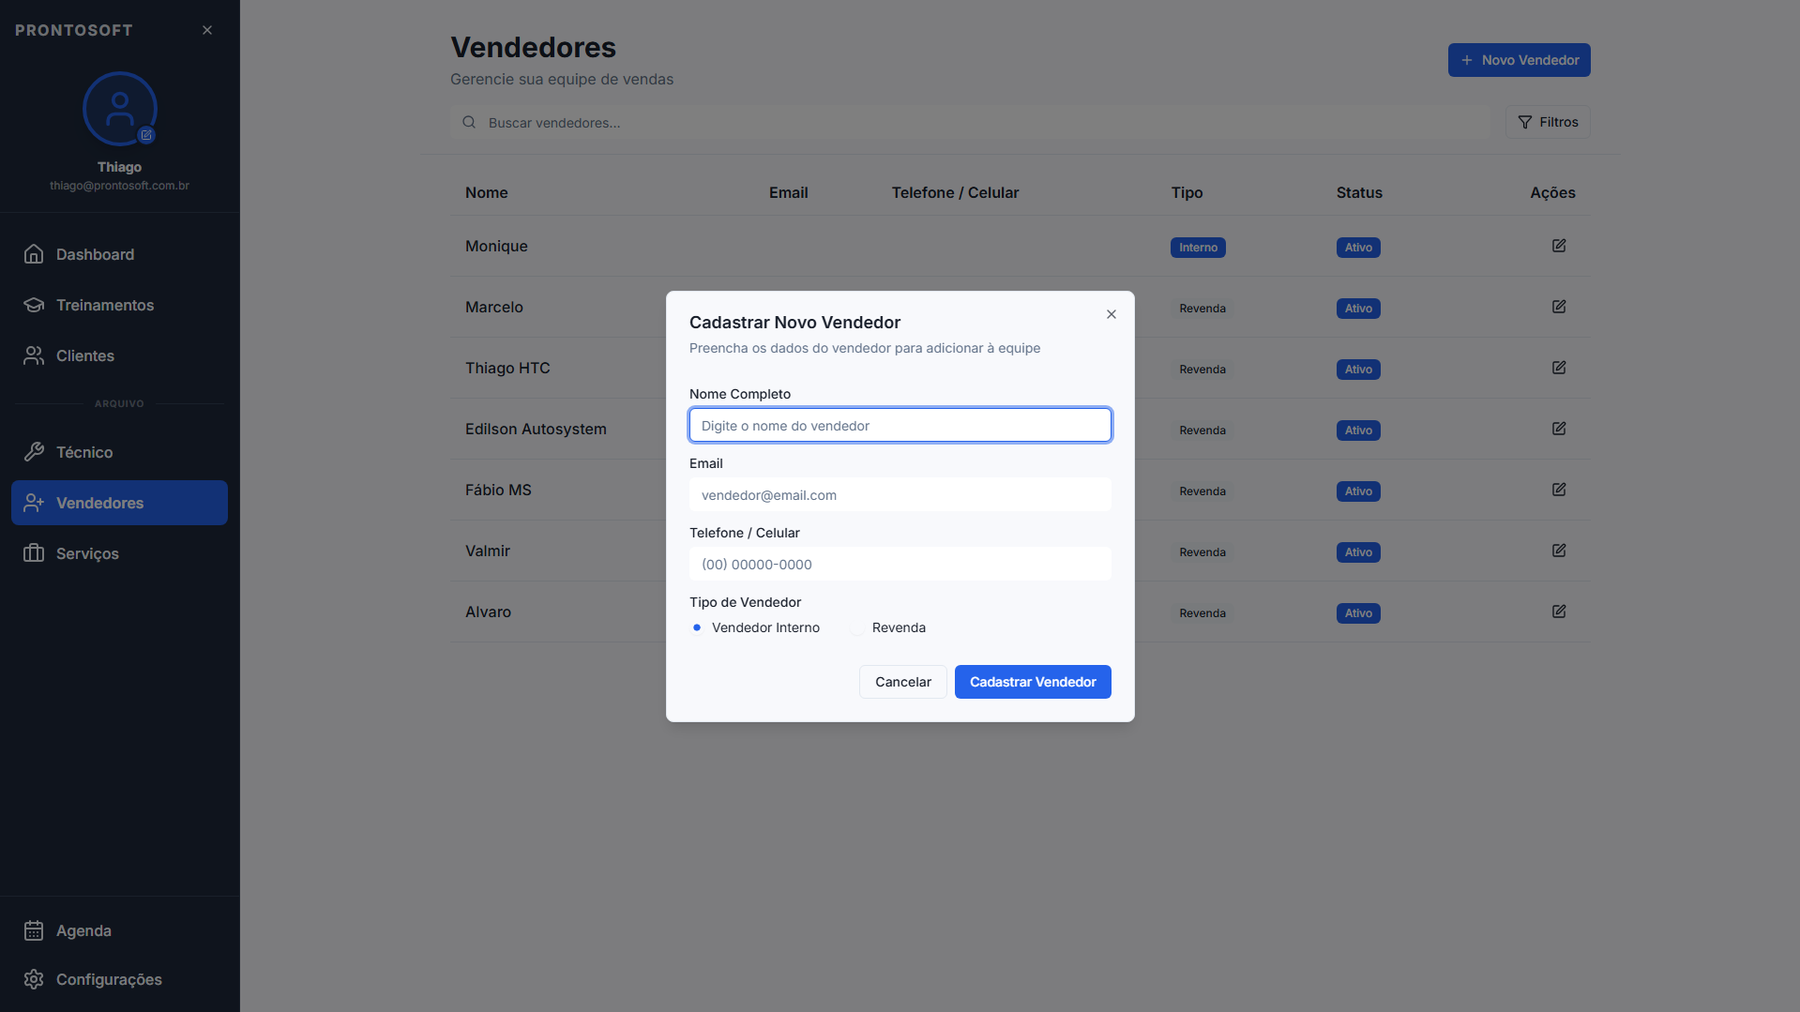 PRONTOSOFT
Thiago
thiago@prontosoft.com.br
Dashboard
Treinamentos
Clientes
ARQUIVO
Técnico
Vendedores
Serviços
Agenda
Configurações
Vendedores
Gerencie sua equipe de vendas
Novo Vendedor
Buscar vendedores...
Filtros
Nome Email Telefone / Celular Tipo Status Ações
Monique Interno Ativo
Marcelo Revenda Ativo
Thiago HTC Revenda Ativo
Edilson Autosystem Revenda Ativo
Fábio MS Revenda Ativo
Valmir Revenda Ativo
Alvaro Revenda Ativo
Cadastrar Novo Vendedor
Preencha os dados do vendedor para adicionar à equipe
Nome Completo
Digite o nome do vendedor
Email
vendedor@email.com
Telefone / Celular
(00) 00000-0000
Tipo de Vendedor
Vendedor Interno Revenda
Cancelar Cadastrar Vendedor